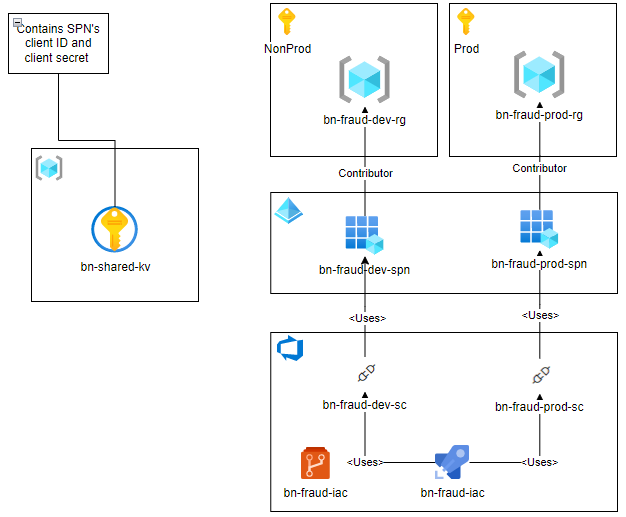 Contains SPN's
client ID and
client secret
bn-shared-kv
NonProd
bn-fraud-dev-rg
Prod
bn-fraud-prod-rg
Contributor
Contributor
bn-fraud-dev-spn
bn-fraud-prod-spn
<Uses>
<Uses>
bn-fraud-dev-sc
bn-fraud-prod-sc
<Uses>
<Uses>
bn-fraud-iac
bn-fraud-iac